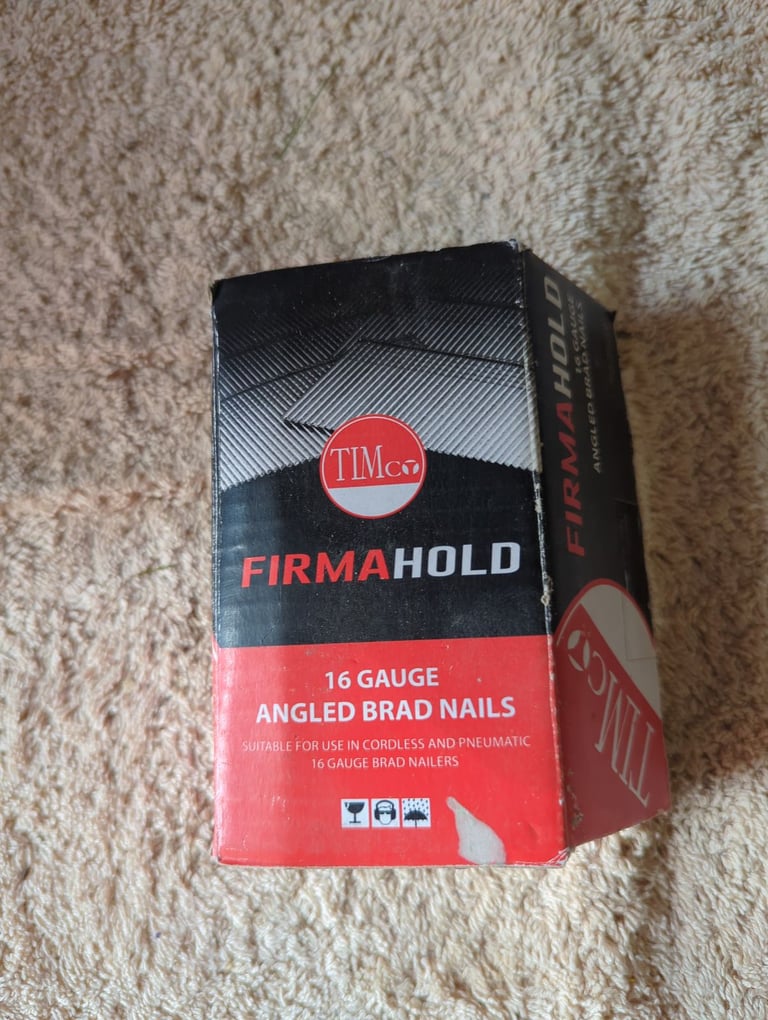 TIMCO
FIRMAHOLD
16 GAUGE
ANGLED BRAD NAILS
SUITABLE FOR USE IN CORDLESS AND PNEUMATIC
16 GAUGE BRAD NAILERS
FIRMAHOLD
16 GAUGE
ANGLED BRAD NAILS
TIMCO